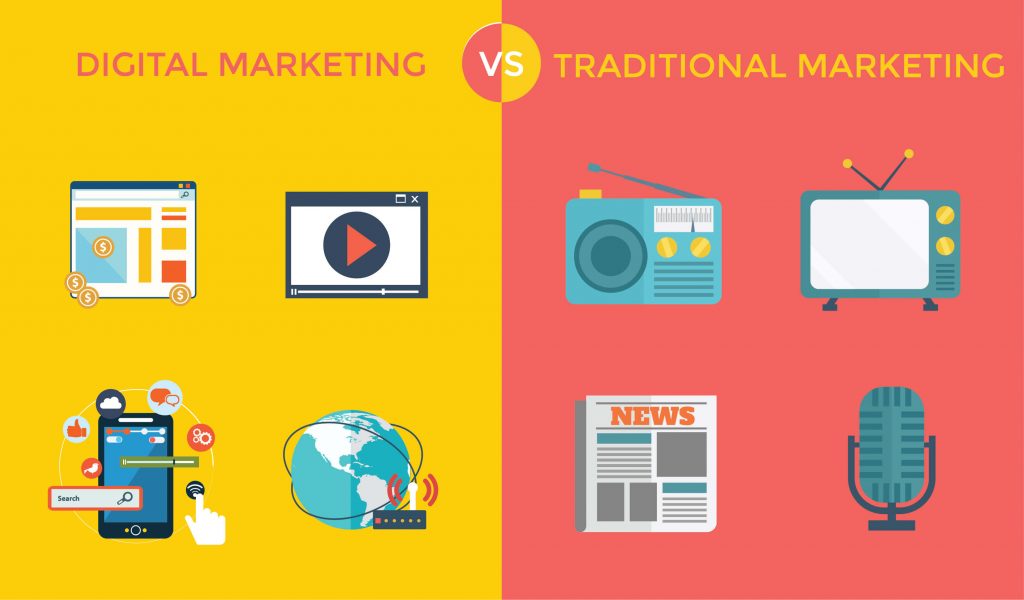 DIGITAL MARKETING
VS
TRADITIONAL MARKETING
$
$
$
$
Search
NEWS